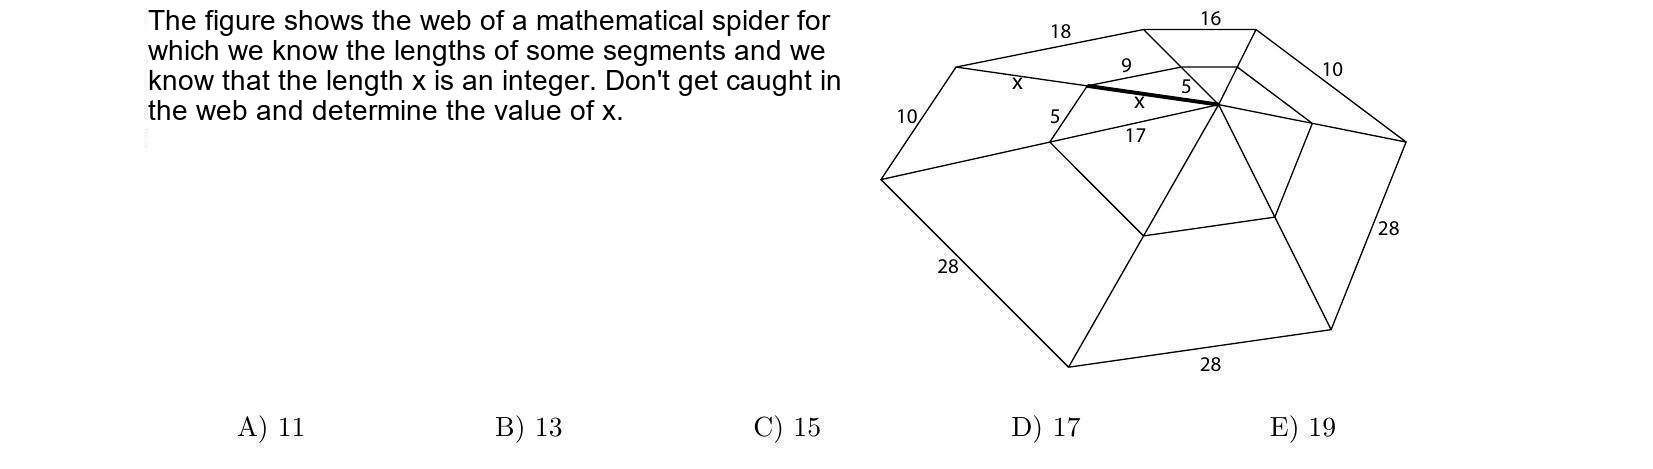 The figure shows the web of a mathematical spider for
which we know the lengths of some segments and we
know that the length x is an integer. Don't get caught in
the web and determine the value of x.
16
18
9
10
x
5
x
10
5
17
28
28
28
A) 11 B) 13 C) 15 D) 17 E) 19